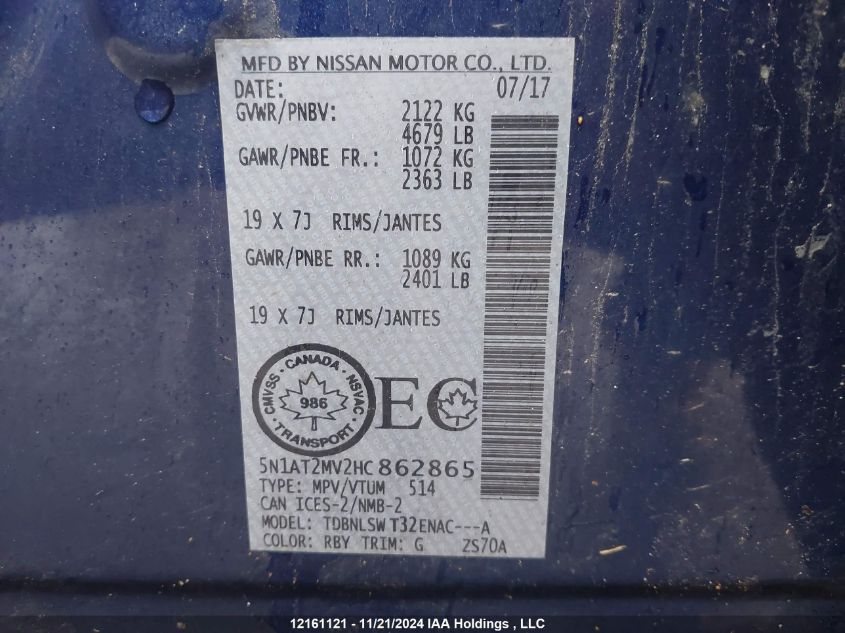 MFD BY NISSAN MOTOR CO., LTD.
DATE: 07/17
GVWR/PNBV: 2122 KG
4679 LB
GAWR/PNBE FR.: 1072 KG
2363 LB
19 X 7J RIMS/JANTES
GAWR/PNBE RR.: 1089 KG
2401 LB
19 X 7J RIMS/JANTES
CMVSS · CANADA · NSVAC
986
· TRANSPORT ·
EC
5N1AT2MV2HC862865
TYPE: MPV/VTUM 514
CAN ICES-2/NMB-2
MODEL: TDBNLSW T32ENAC---A
COLOR: RBY TRIM: G ZS70A
12161121 - 11/21/2024 IAA Holdings , LLC